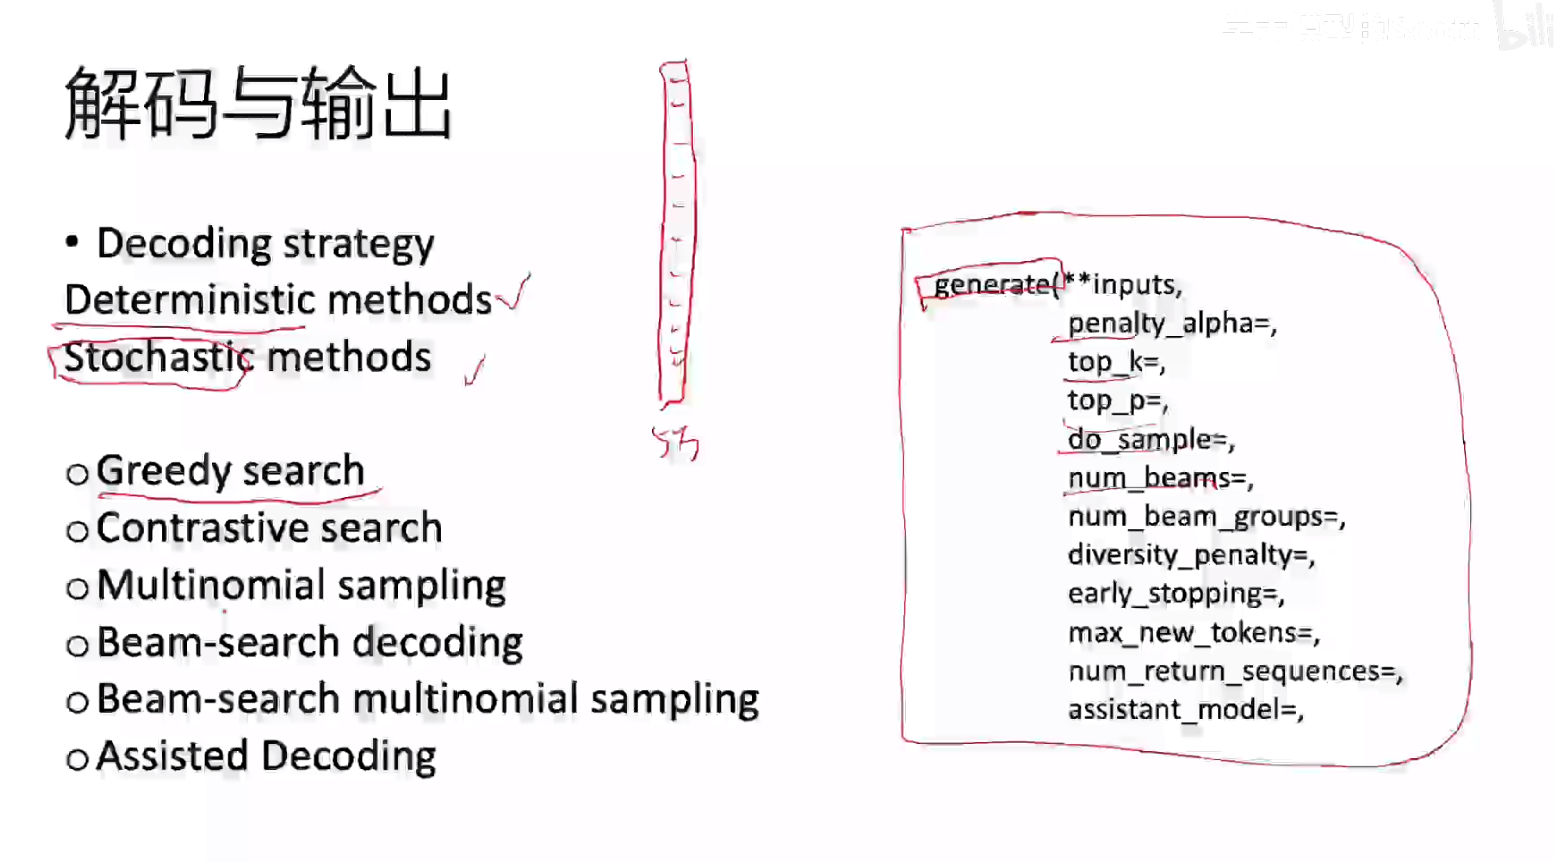 解码与输出
• Decoding strategy
Deterministic methods
Stochastic methods
○ Greedy search
○ Contrastive search
○ Multinomial sampling
○ Beam-search decoding
○ Beam-search multinomial sampling
○ Assisted Decoding
generate(**inputs,
penalty_alpha=,
top_k=,
top_p=,
do_sample=,
num_beams=,
num_beam_groups=,
diversity_penalty=,
early_stopping=,
max_new_tokens=,
num_return_sequences=,
assistant_model=,
bili